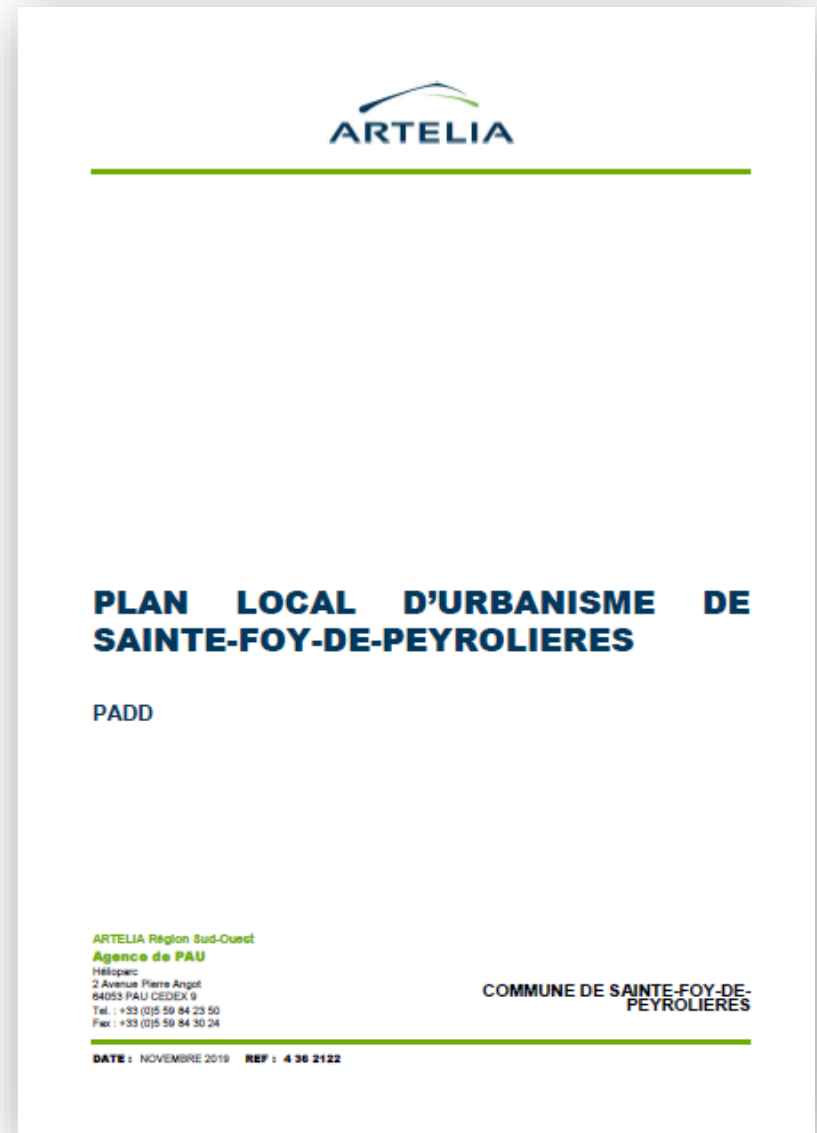 ARTELIA
PLAN LOCAL D'URBANISME DE
SAINTE-FOY-DE-PEYROLIERES
PADD
ARTELIA Région Sud-Ouest
Agence de PAU
Hélioparc
2 Avenue Pierre Angot
64053 PAU CEDEX 9
Tel. : +33 (0)5 59 84 23 50
Fax : +33 (0)5 59 84 30 24
COMMUNE DE SAINTE-FOY-DE-
PEYROLIERES
DATE : NOVEMBRE 2019 REF : 4 36 2122